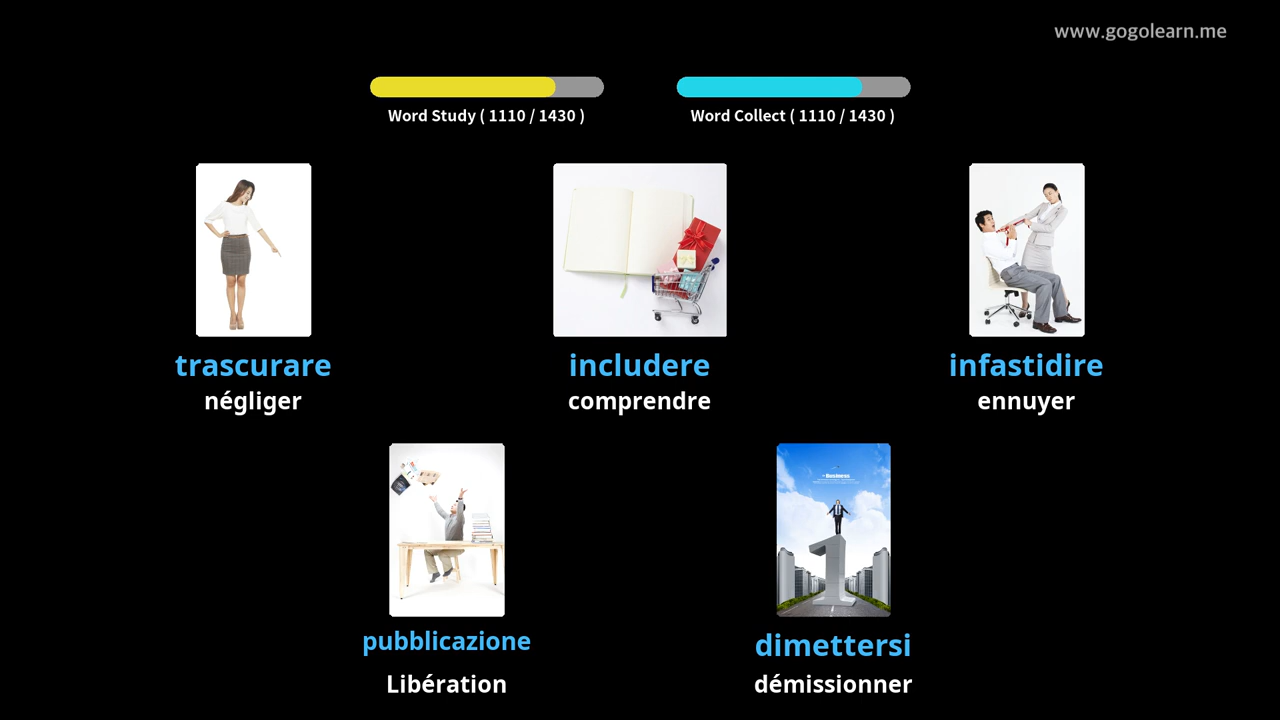 www.gogolearn.me
Word Study ( 1110 / 1430 )
Word Collect ( 1110 / 1430 )
trascurare
négliger
includere
comprendre
infastidire
ennuyer
Business
pubblicazione
Libération
dimettersi
démissionner